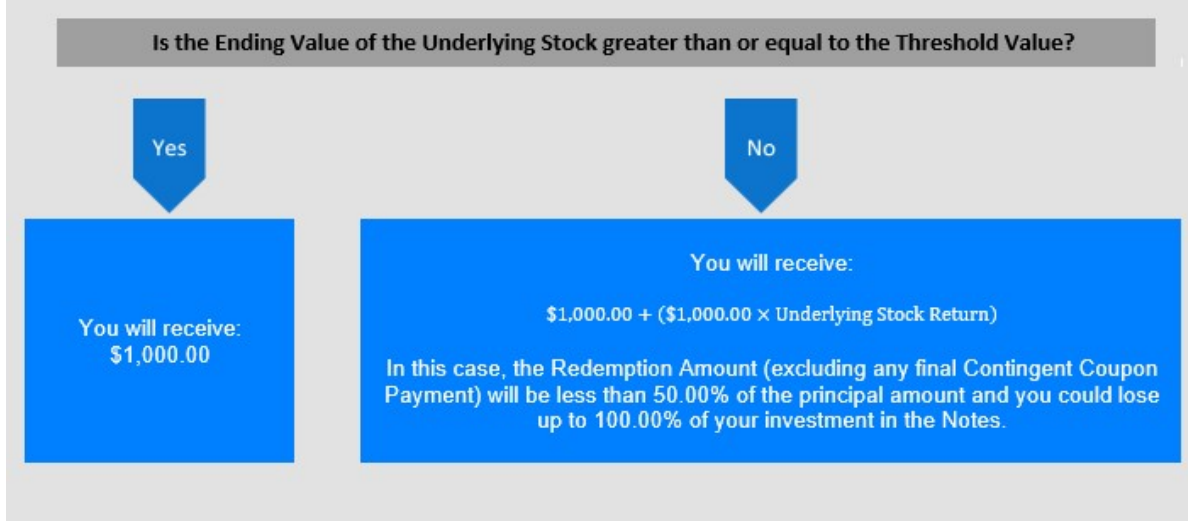 Is the Ending Value of the Underlying Stock greater than or equal to the Threshold Value?
Yes
No
You will receive:
$1,000.00
You will receive:
$1,000.00 + ($1,000.00 × Underlying Stock Return)
In this case, the Redemption Amount (excluding any final Contingent Coupon
Payment) will be less than 50.00% of the principal amount and you could lose
up to 100.00% of your investment in the Notes.